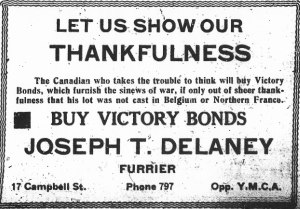 LET US SHOW OUR
THANKFULNESS
The Canadian who takes the trouble to think will buy Victory
Bonds, which furnish the sinews of war, if only out of sheer thank-
fulness that his lot was not cast in Belgium or Northern France.
BUY VICTORY BONDS
JOSEPH T. DELANEY
FURRIER
17 Campbell St. Phone 797 Opp. Y.M.C.A.